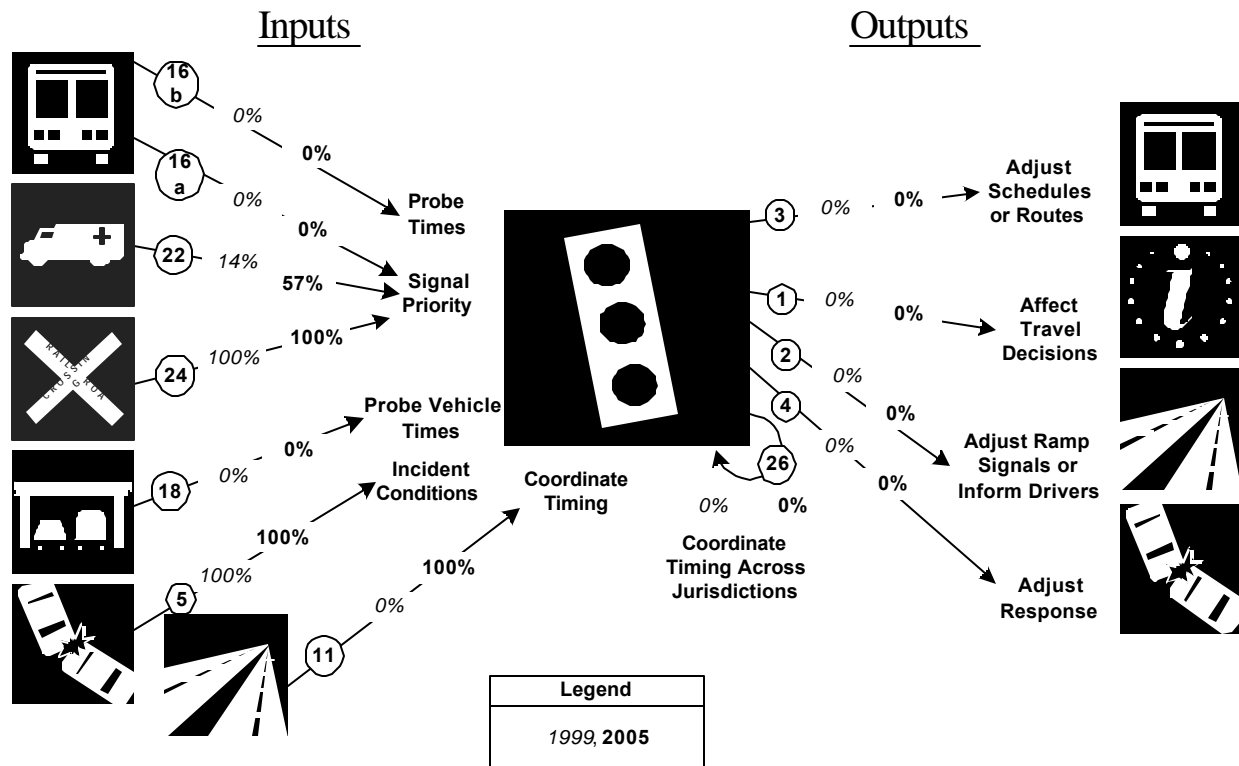 Inputs
Outputs
16
b
0%
0%
Probe
Times
16
a
0%
0%
22
14%
57%
Signal
Priority
24
100%
100%
RAILROAD
CROSSING
18
0%
0%
Probe Vehicle
Times
5
100%
100%
Incident
Conditions
11
0%
100%
Coordinate
Timing
3
0%
0%
Adjust
Schedules
or Routes
1
0%
0%
Affect
Travel
Decisions
i
2
0%
0%
Adjust Ramp
Signals or
Inform Drivers
4
0%
0%
Adjust
Response
26
0%
0%
Coordinate
Timing Across
Jurisdictions
Legend
1999, 2005